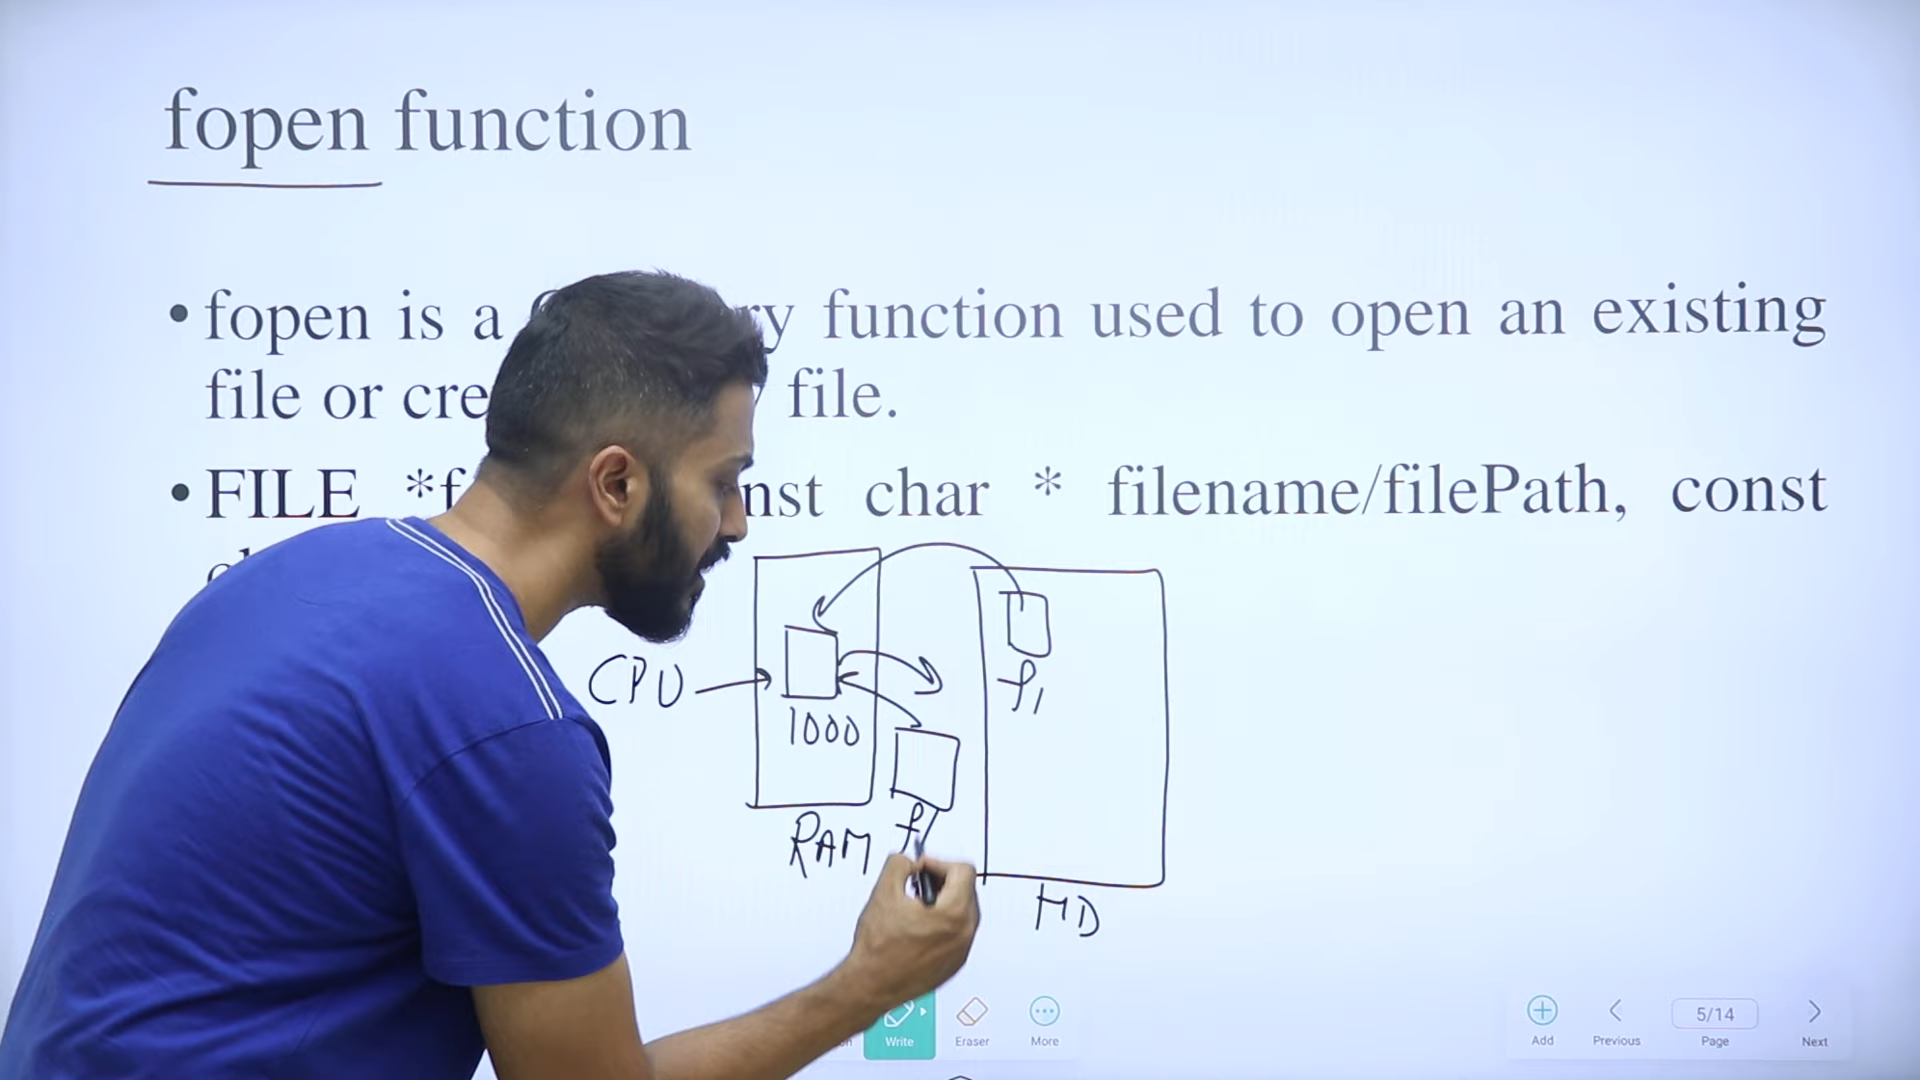 fopen function
• fopen is a ry function used to open an existing
file or cre file.
• FILE *f nst char * filename/filePath, const
CPU
1000
f1
RAM
f
HD
Write
Eraser
More
Add
Previous
5/14
Page
Next